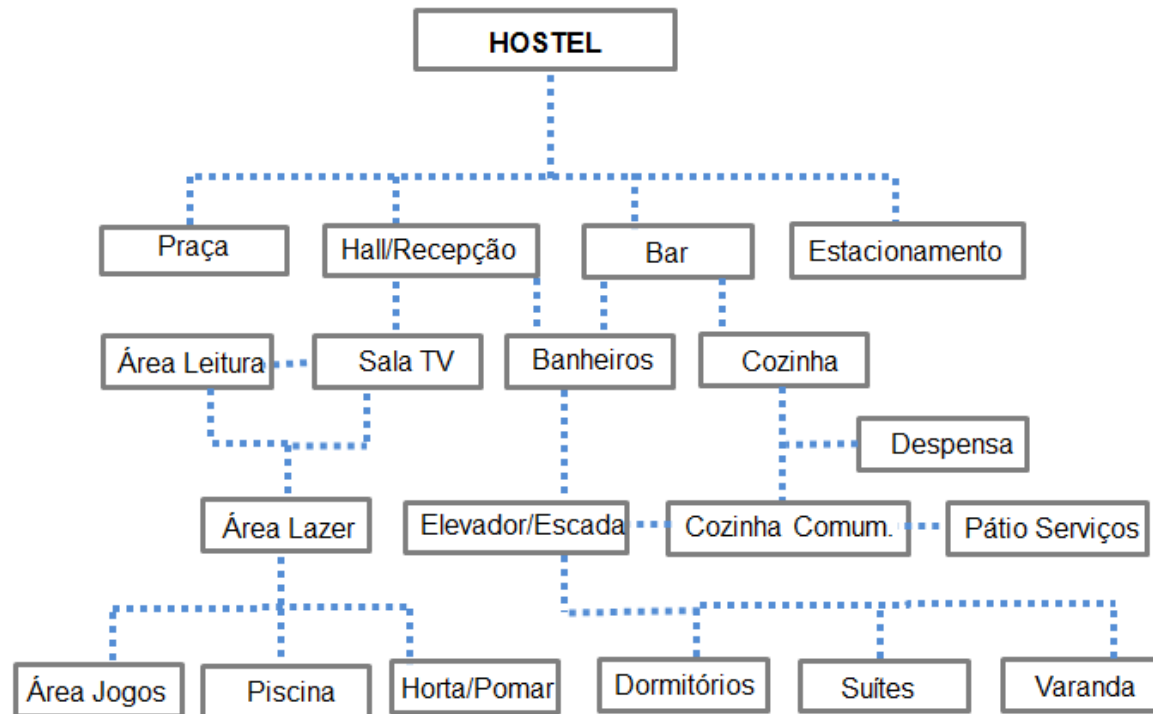 HOSTEL
Praça
Hall/Recepção
Bar
Estacionamento
Área Leitura
Sala TV
Banheiros
Cozinha
Despensa
Área Lazer
Elevador/Escada
Cozinha Comum.
Pátio Serviços
Área Jogos
Piscina
Horta/Pomar
Dormitórios
Suítes
Varanda